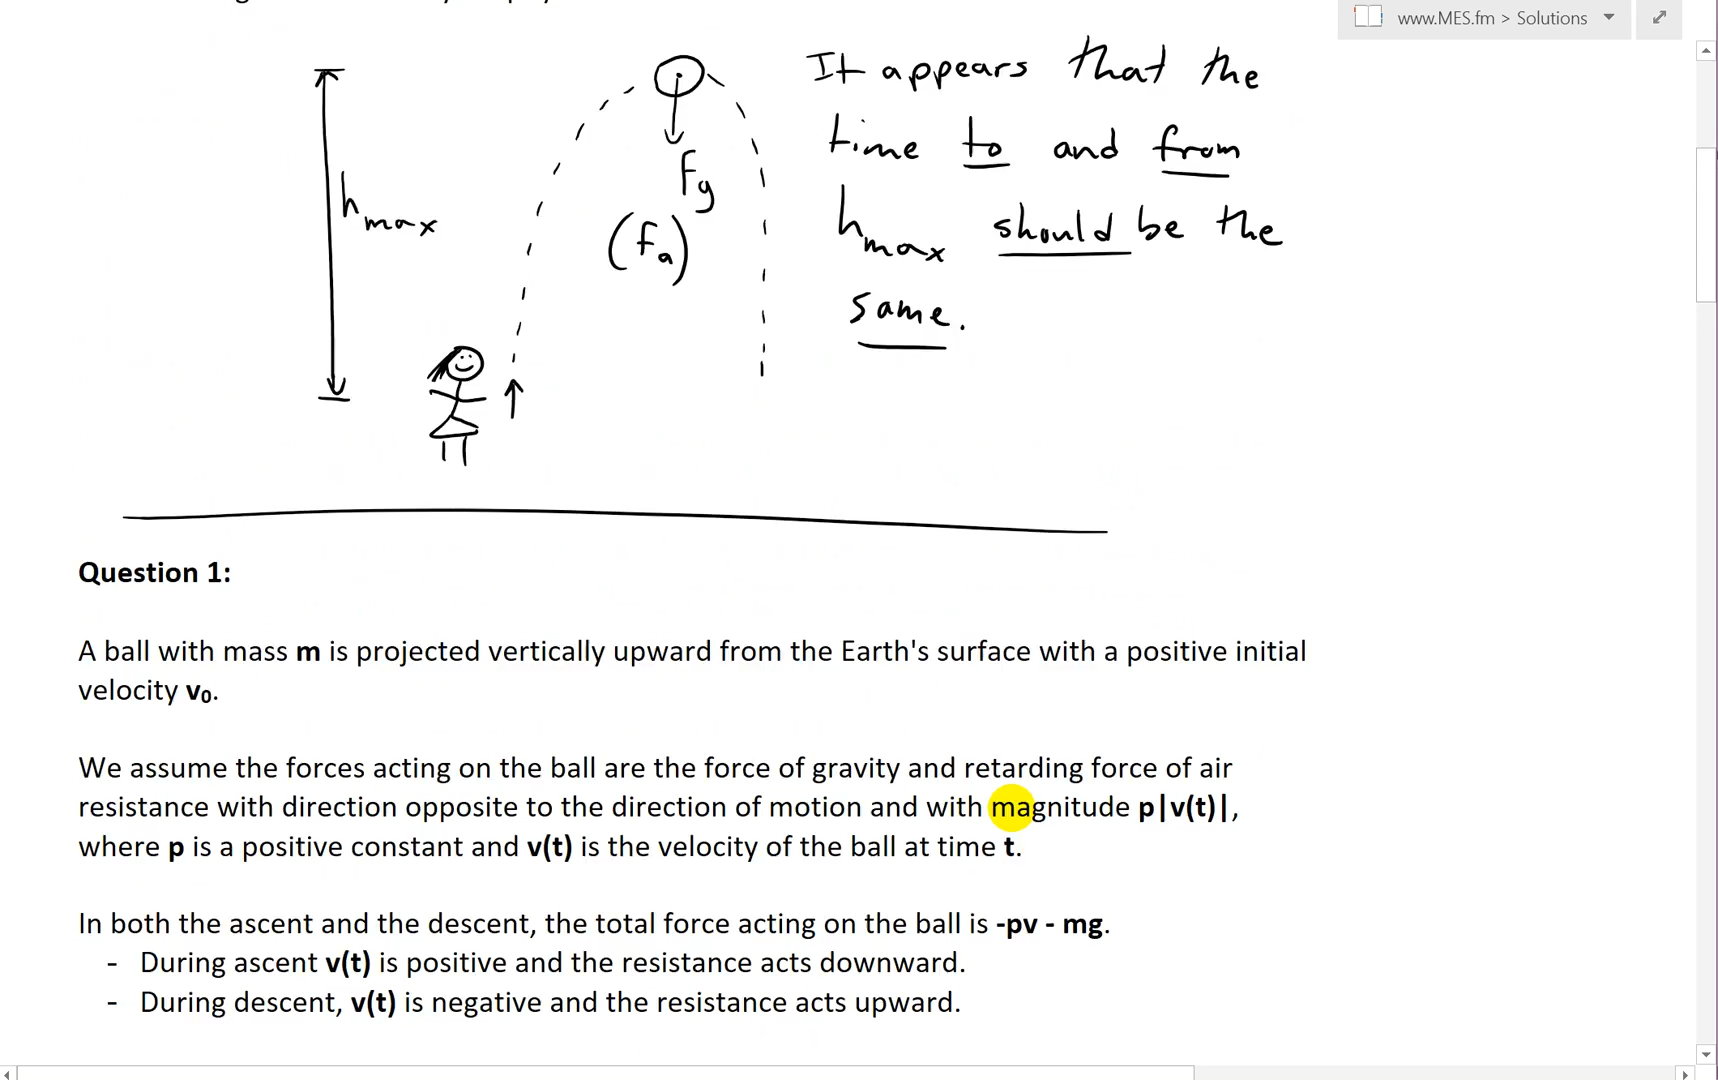 www.MES.fm > Solutions
It appears that the
time to and from
hmax should be the
same.
hmax
Fg
(Fa)
Question 1:
A ball with mass m is projected vertically upward from the Earth's surface with a positive initial
velocity v₀.
We assume the forces acting on the ball are the force of gravity and retarding force of air
resistance with direction opposite to the direction of motion and with magnitude p|v(t)|,
where p is a positive constant and v(t) is the velocity of the ball at time t.
In both the ascent and the descent, the total force acting on the ball is -pv - mg.
- During ascent v(t) is positive and the resistance acts downward.
- During descent, v(t) is negative and the resistance acts upward.